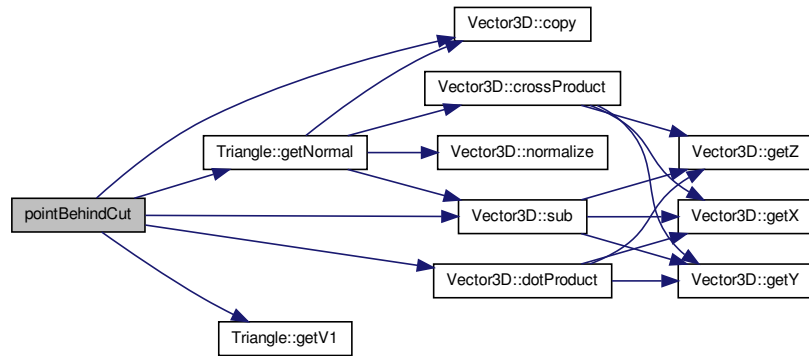 Vector3D::copy
Vector3D::crossProduct
Triangle::getNormal
Vector3D::normalize
Vector3D::getZ
pointBehindCut
Vector3D::sub
Vector3D::getX
Vector3D::dotProduct
Vector3D::getY
Triangle::getV1